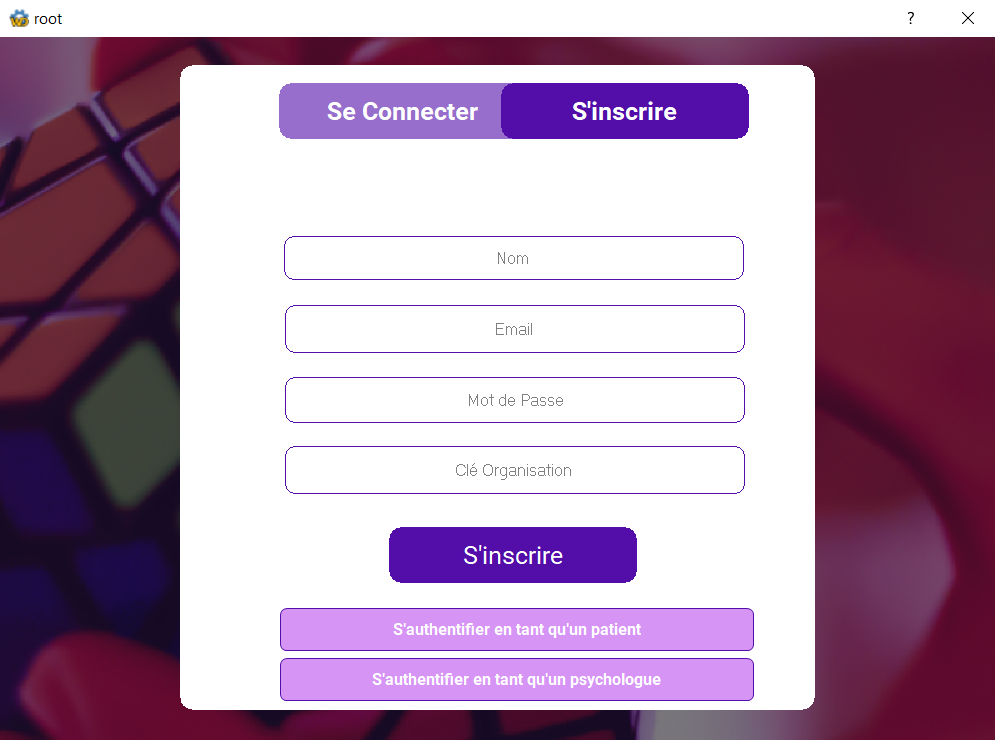 root
?
Se Connecter
S'inscrire
Nom
Email
Mot de Passe
Clé Organisation
S'inscrire
S'authentifier en tant qu'un patient
S'authentifier en tant qu'un psychologue